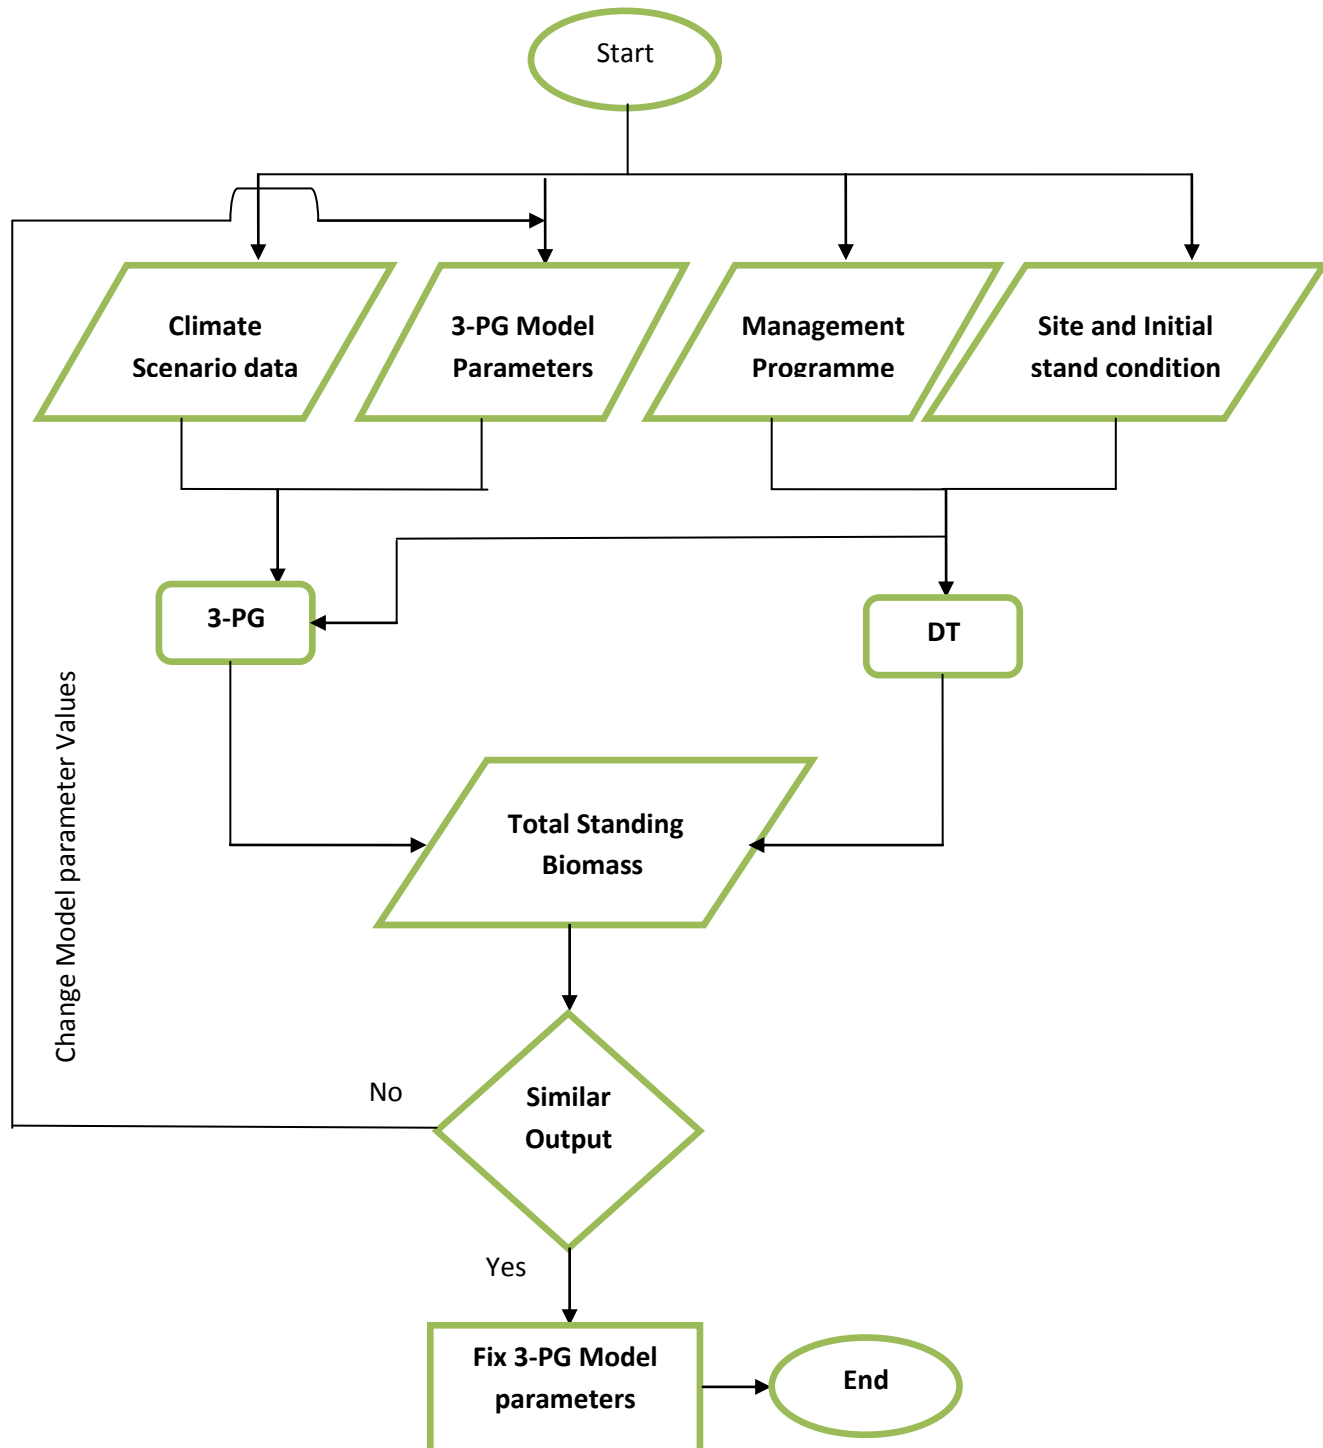 Start
Climate
Scenario data
3-PG Model
Parameters
Management
Programme
Site and Initial
stand condition
3-PG
DT
Change Model parameter Values
Total Standing
Biomass
No
Similar
Output
Yes
Fix 3-PG Model
parameters
End